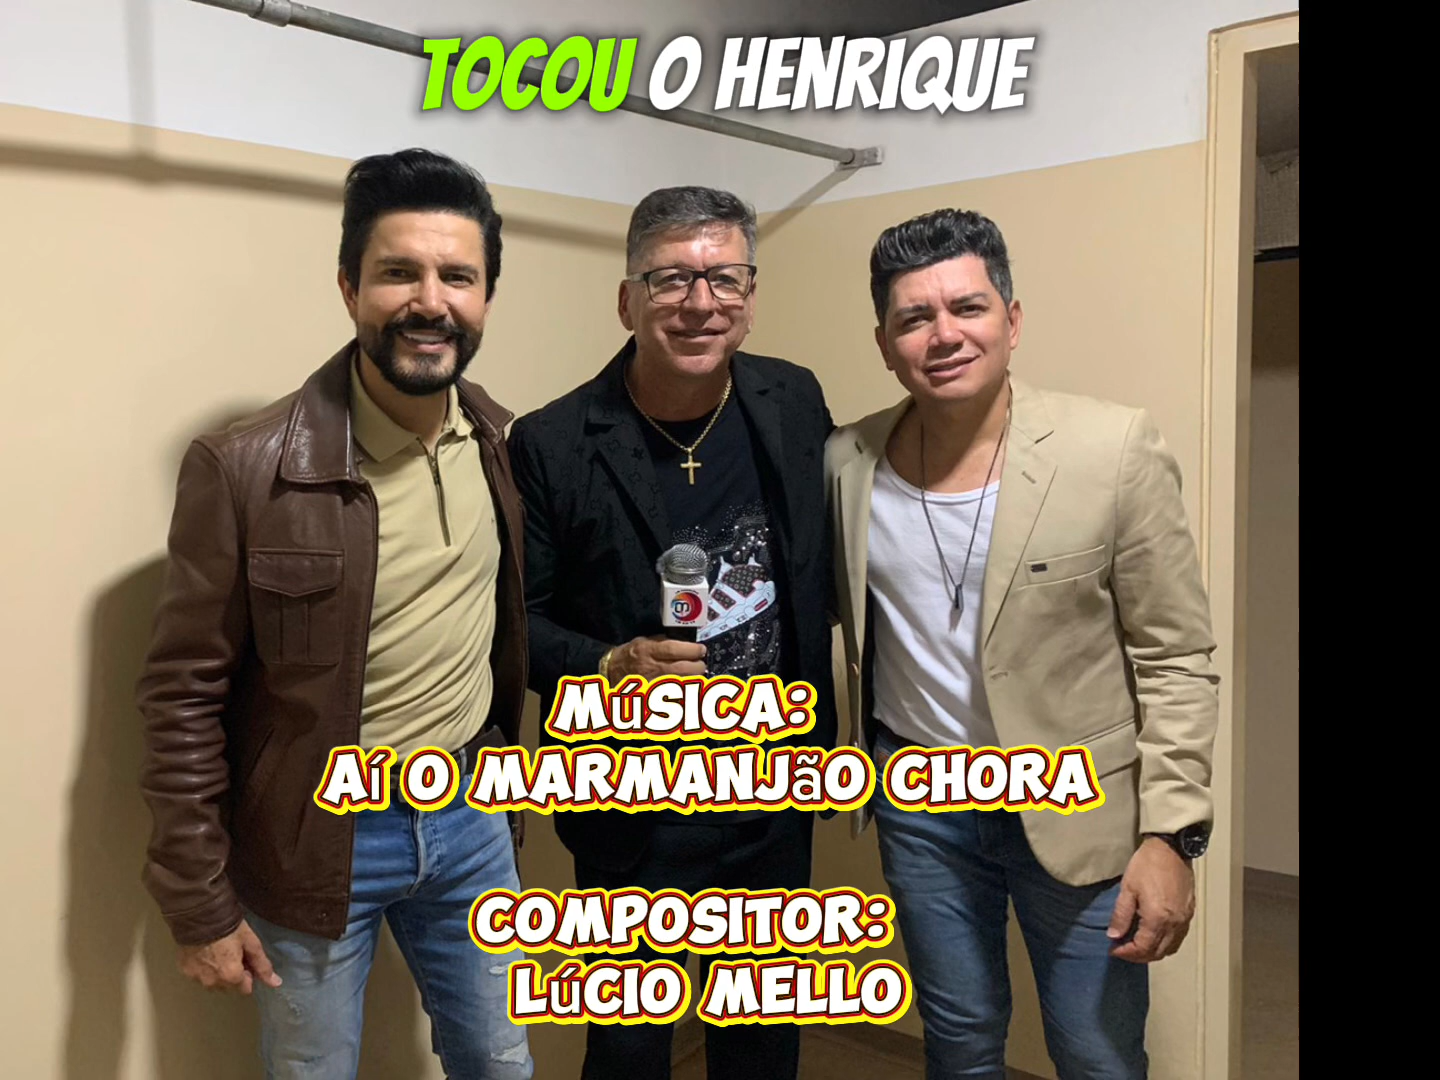 TOCOU O HENRIQUE
MúSICA:
Aí O MARMANJãO CHORA
COMPOSITOR:
LúCIO MELLO